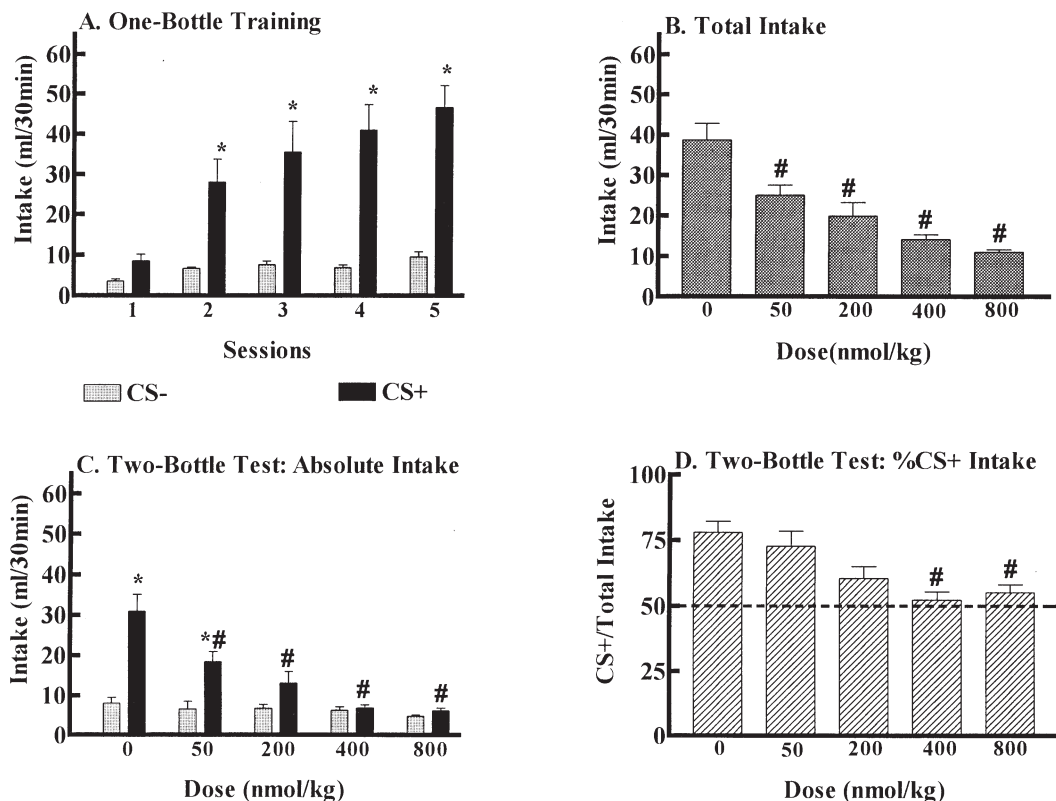 A. One-Bottle Training
Intake (ml/30min)
60
50
40
30
20
10
0
*
*
*
*
1 2 3 4 5
Sessions
CS- CS+
B. Total Intake
Intake (ml/30min)
60
50
40
30
20
10
0
#
#
#
#
0 50 200 400 800
Dose(nmol/kg)
C. Two-Bottle Test: Absolute Intake
Intake (ml/30min)
60
50
40
30
20
10
0
*
*#
#
#
#
0 50 200 400 800
Dose (nmol/kg)
D. Two-Bottle Test: %CS+ Intake
CS+/Total Intake
100
75
50
25
0
#
#
0 50 200 400 800
Dose (nmol/kg)